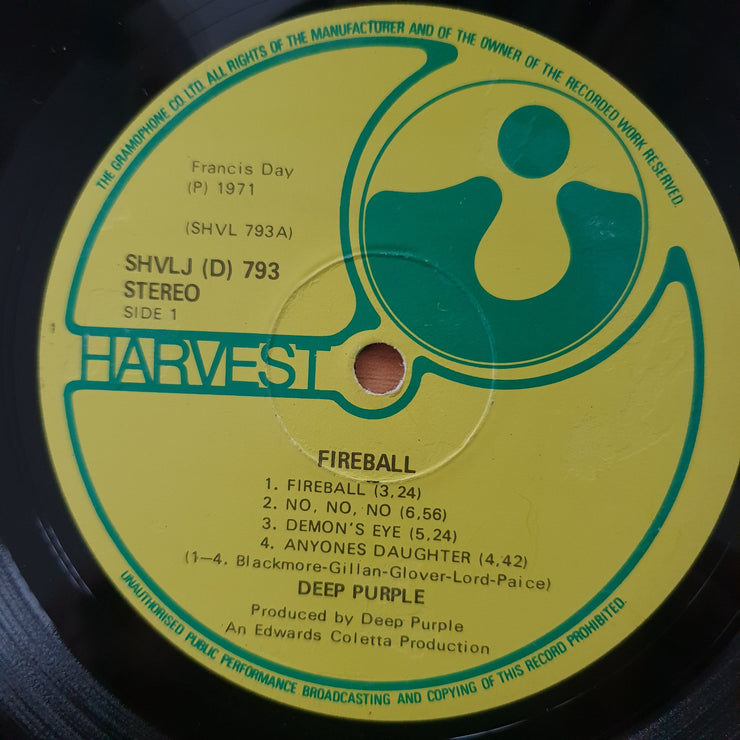 THE GRAMOPHONE CO. LTD. ALL RIGHTS OF THE MANUFACTURER AND OF THE OWNER OF THE RECORDED WORK RESERVED.
Francis Day
(P) 1971
(SHVL 793A)
SHVLJ (D) 793
STEREO
SIDE 1
HARVEST
FIREBALL
1. FIREBALL (3,24)
2. NO, NO, NO (6,56)
3. DEMON'S EYE (5,24)
4. ANYONES DAUGHTER (4,42)
(1—4. Blackmore-Gillan-Glover-Lord-Paice)
DEEP PURPLE
Produced by Deep Purple
An Edwards Coletta Production
UNAUTHORISED PUBLIC PERFORMANCE BROADCASTING AND COPYING OF THIS RECORD PROHIBITED.